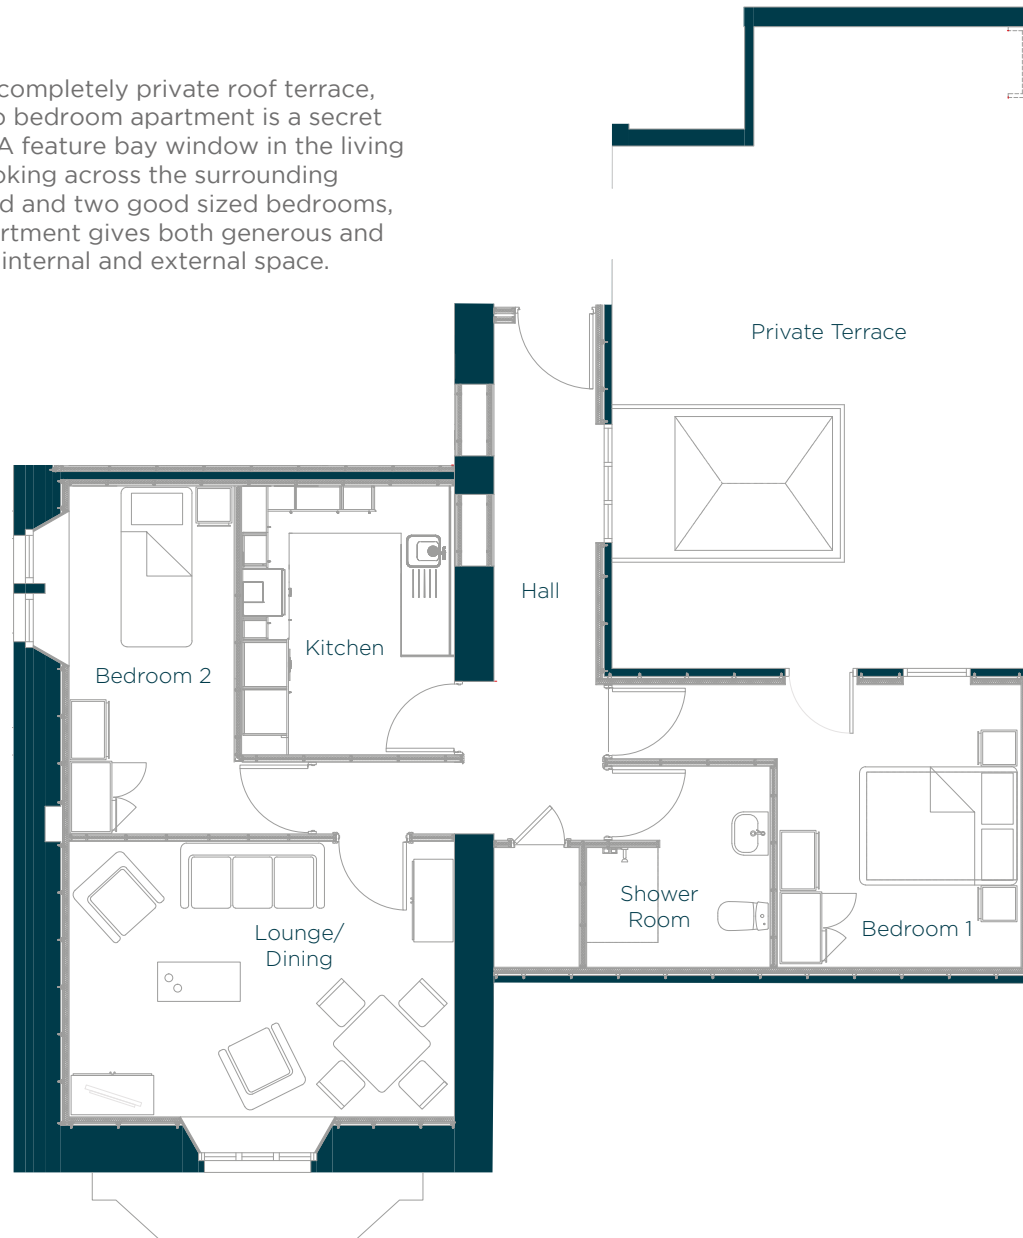 completely private roof terrace,
bedroom apartment is a secret
A feature bay window in the living
across the surrounding
and two good sized bedrooms,
gives both generous and
internal and external space.
Private Terrace
Hall
Kitchen
Bedroom 2
Shower
Room
Bedroom 1
Lounge/
Dining